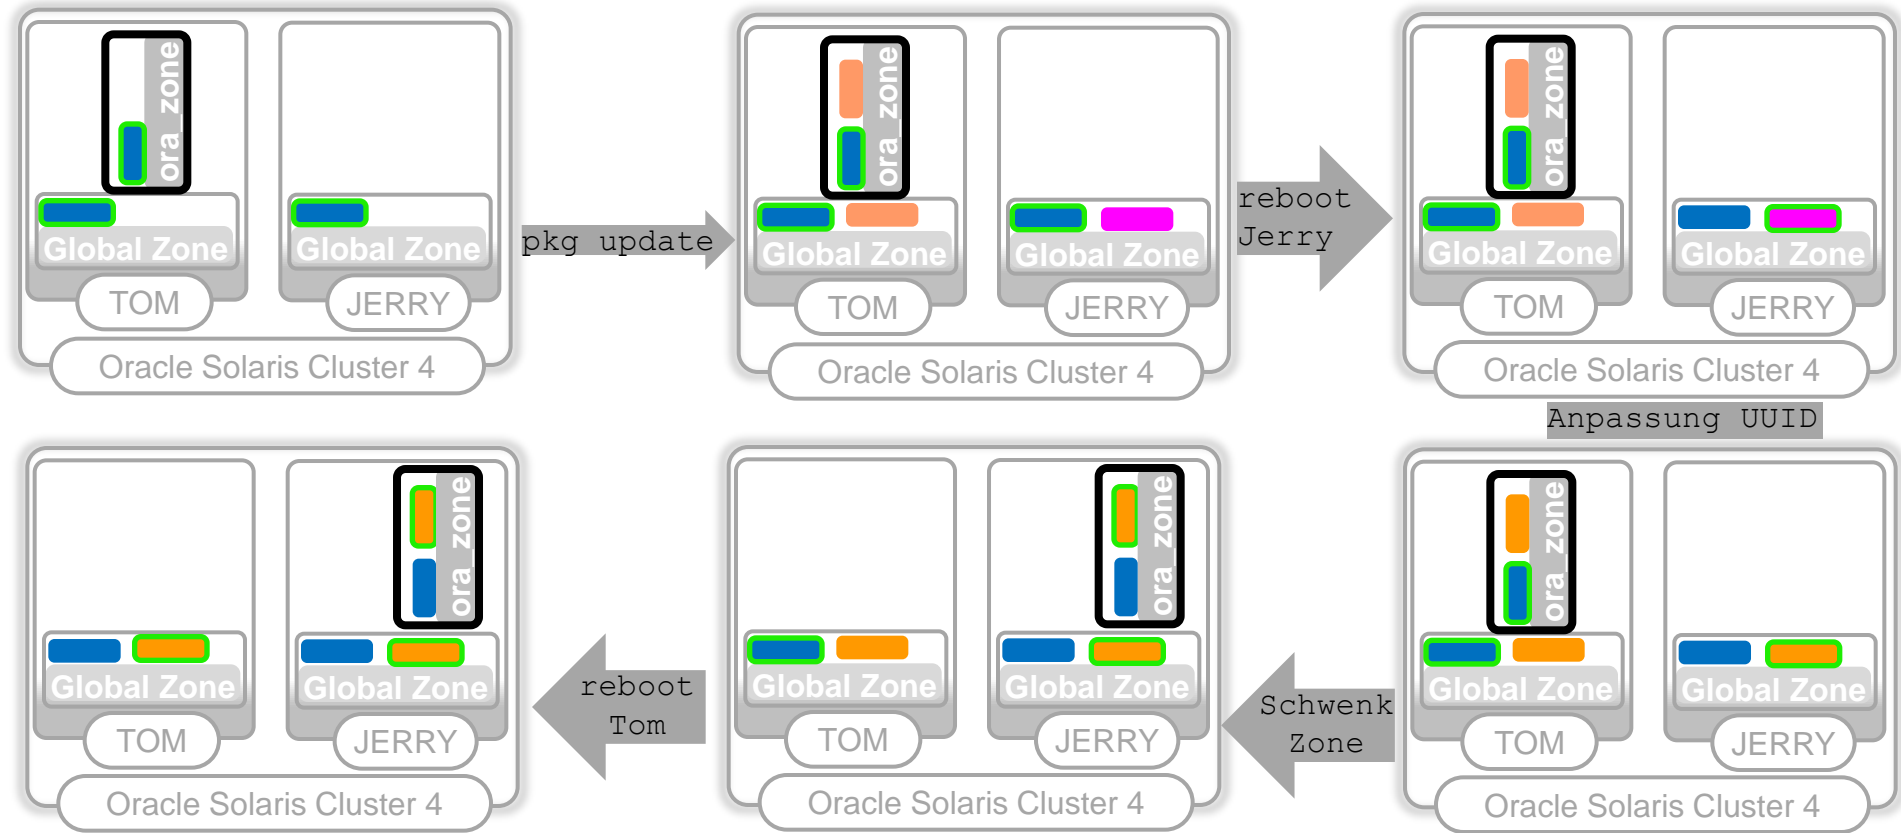 ora_zone
Global Zone
Global Zone
TOM
JERRY
Oracle Solaris Cluster 4
pkg update
ora_zone
Global Zone
Global Zone
TOM
JERRY
Oracle Solaris Cluster 4
reboot
Jerry
ora_zone
Global Zone
Global Zone
TOM
JERRY
Oracle Solaris Cluster 4
Anpassung UUID
ora_zone
Global Zone
Global Zone
TOM
JERRY
Oracle Solaris Cluster 4
Schwenk
Zone
ora_zone
Global Zone
Global Zone
TOM
JERRY
Oracle Solaris Cluster 4
reboot
Tom
ora_zone
Global Zone
Global Zone
TOM
JERRY
Oracle Solaris Cluster 4